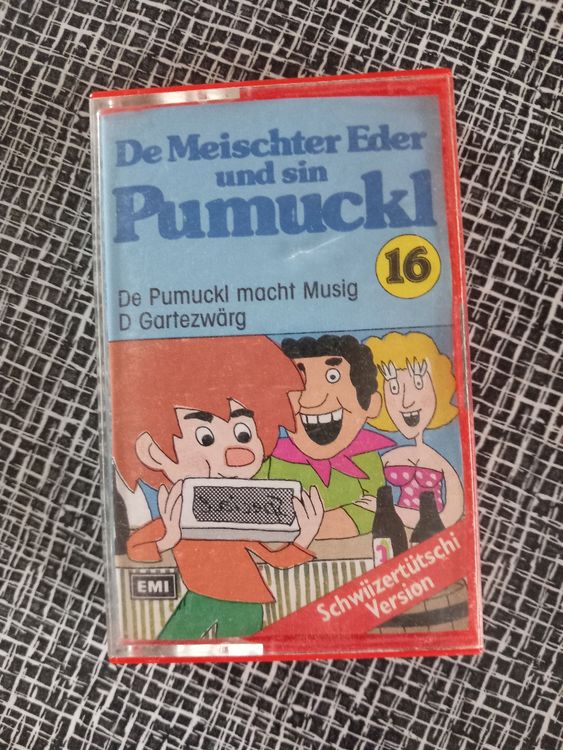 De Meischter Eder
und sin
Pumuckl
16
De Pumuckl macht Musig
D Gartezwärg
EMI
Schwiizertütschi
Version